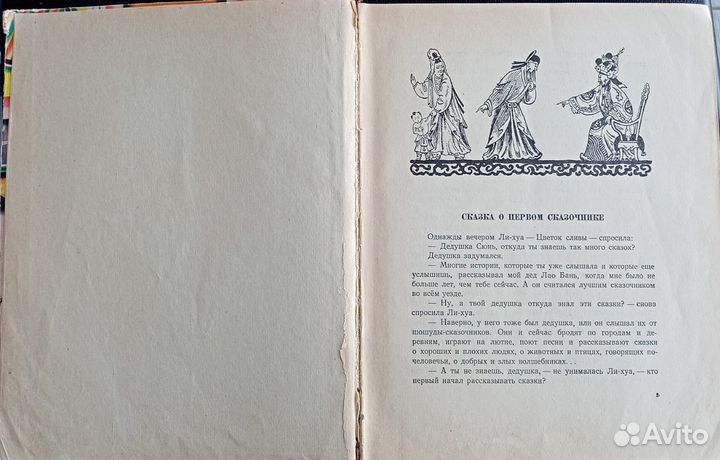 СКАЗКА О ПЕРВОМ СКАЗОЧНИКЕ
Однажды вечером Ли-хуа — Цветок сливы — спросила:
— Дедушка Сюнь, откуда ты знаешь так много сказок?
Дедушка задумался.
— Многие истории, которые ты уже слышала и которые еще
услышишь, рассказывал мой дед Лао Бань, когда мне было не
больше лет, чем тебе сейчас. А он считался лучшим сказочником
во всём уезде.
— Ну, а твой дедушка откуда знал эти сказки? — снова
спросила Ли-хуа.
— Наверно, у него тоже был дедушка, или он слышал их от
шошуды-сказочников. Они и сейчас бродят по городам и де-
ревням, играют на лютне, поют песни и рассказывают сказки
о хороших и плохих людях, о животных и птицах, говорящих по-
человечьи, о добрых и злых волшебниках...
— А ты не знаешь, дедушка, — не унималась Ли-хуа, — кто
первый начал рассказывать сказки?
5
Avito